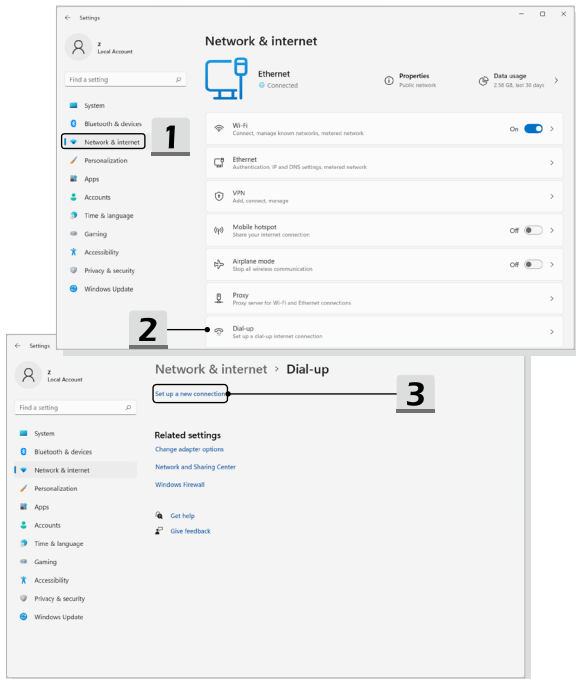 Settings
z
Local Account
Find a setting
System
Bluetooth & devices
Network & internet
Personalization
Apps
Accounts
Time & language
Gaming
Accessibility
Privacy & security
Windows Update
1
Network & internet
Ethernet
Connected
Properties
Public network
Data usage
2.56 GB, last 30 days
Wi-Fi
Connect, manage known networks, metered network
On
Ethernet
Authentication, IP and DNS settings, metered network
VPN
Add, connect, manage
Mobile hotspot
Share your internet connection
Off
Airplane mode
Stop all wireless communication
Off
Proxy
Proxy server for Wi-Fi and Ethernet connections
2
Dial-up
Set up a dial-up internet connection
Settings
z
Local Account
Find a setting
System
Bluetooth & devices
Network & internet
Personalization
Apps
Accounts
Time & language
Gaming
Accessibility
Privacy & security
Windows Update
Network & internet > Dial-up
Set up a new connection
3
Related settings
Change adapter options
Network and Sharing Center
Windows Firewall
Get help
Give feedback